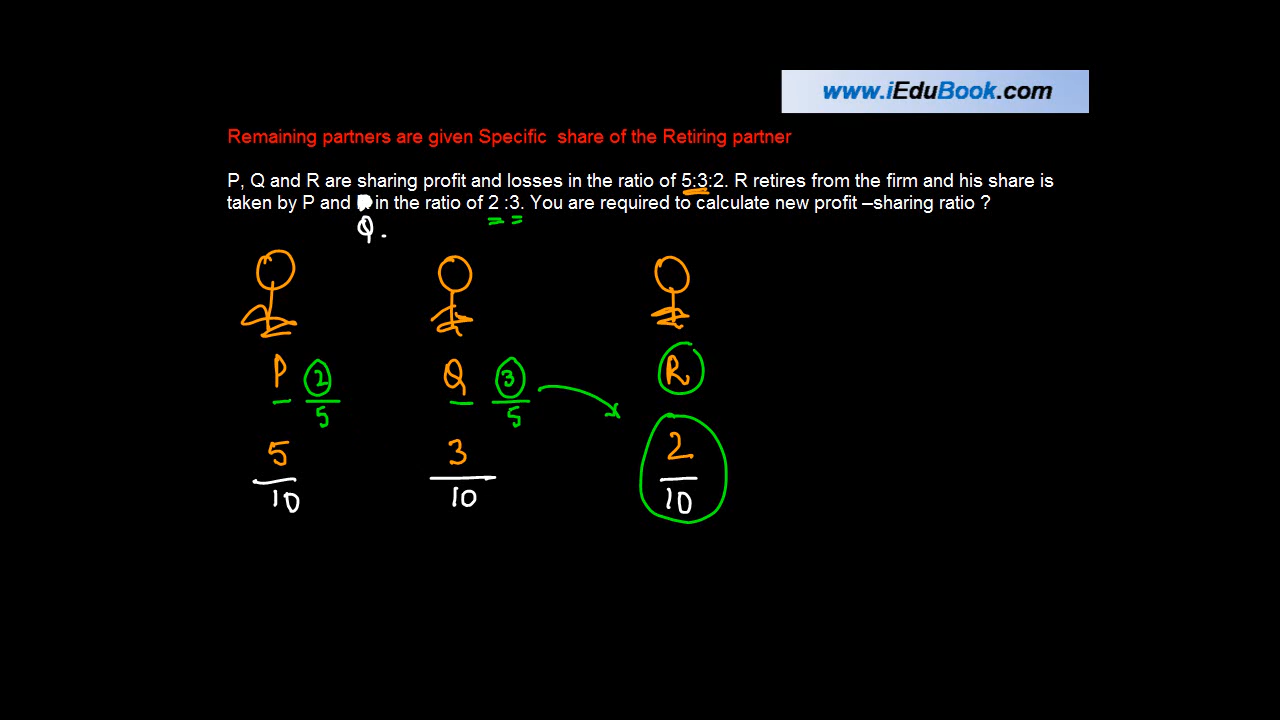 www.iEduBook.com
Remaining partners are given Specific share of the Retiring partner
P, Q and R are sharing profit and losses in the ratio of 5:3:2. R retires from the firm and his share is
taken by P and in the ratio of 2 :3. You are required to calculate new profit –sharing ratio ?
Q.
P 2/5 Q 3/5 R
5/10 3/10 2/10